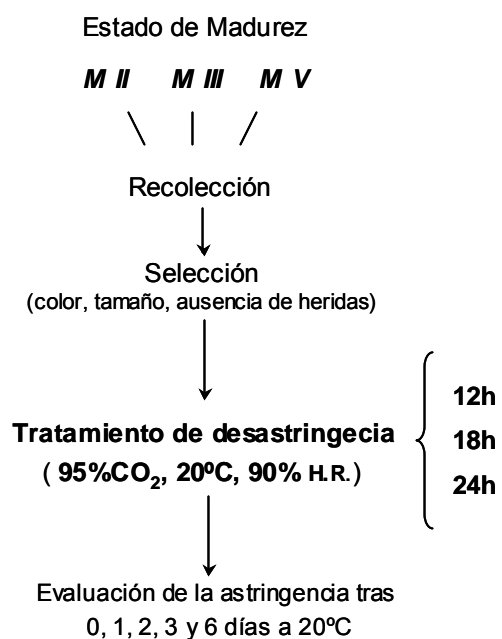 Estado de Madurez
M II M III M V
Recolección
Selección
(color, tamaño, ausencia de heridas)
Tratamiento de desastringecia
( 95%CO₂, 20ºC, 90% H.R.)
12h
18h
24h
Evaluación de la astringencia tras
0, 1, 2, 3 y 6 días a 20ºC